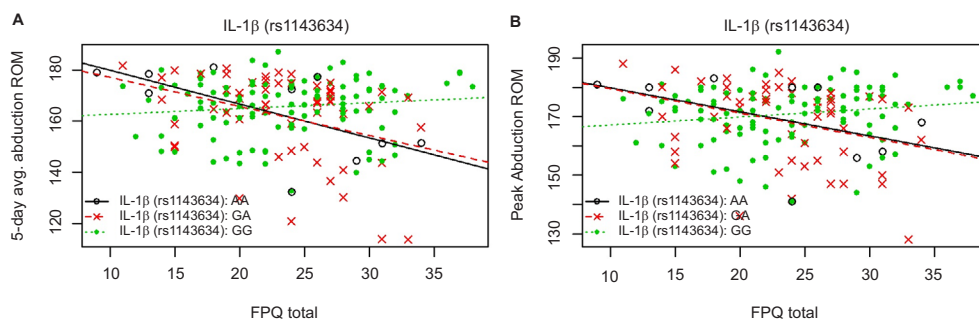 A
IL-1β (rs1143634)
5-day avg. abduction ROM
180
160
140
120
IL-1β (rs1143634): AA
IL-1β (rs1143634): GA
IL-1β (rs1143634): GG
10 15 20 25 30 35
FPQ total
B
IL-1β (rs1143634)
Peak Abduction ROM
190
170
150
130
IL-1β (rs1143634): AA
IL-1β (rs1143634): GA
IL-1β (rs1143634): GG
10 15 20 25 30 35
FPQ total